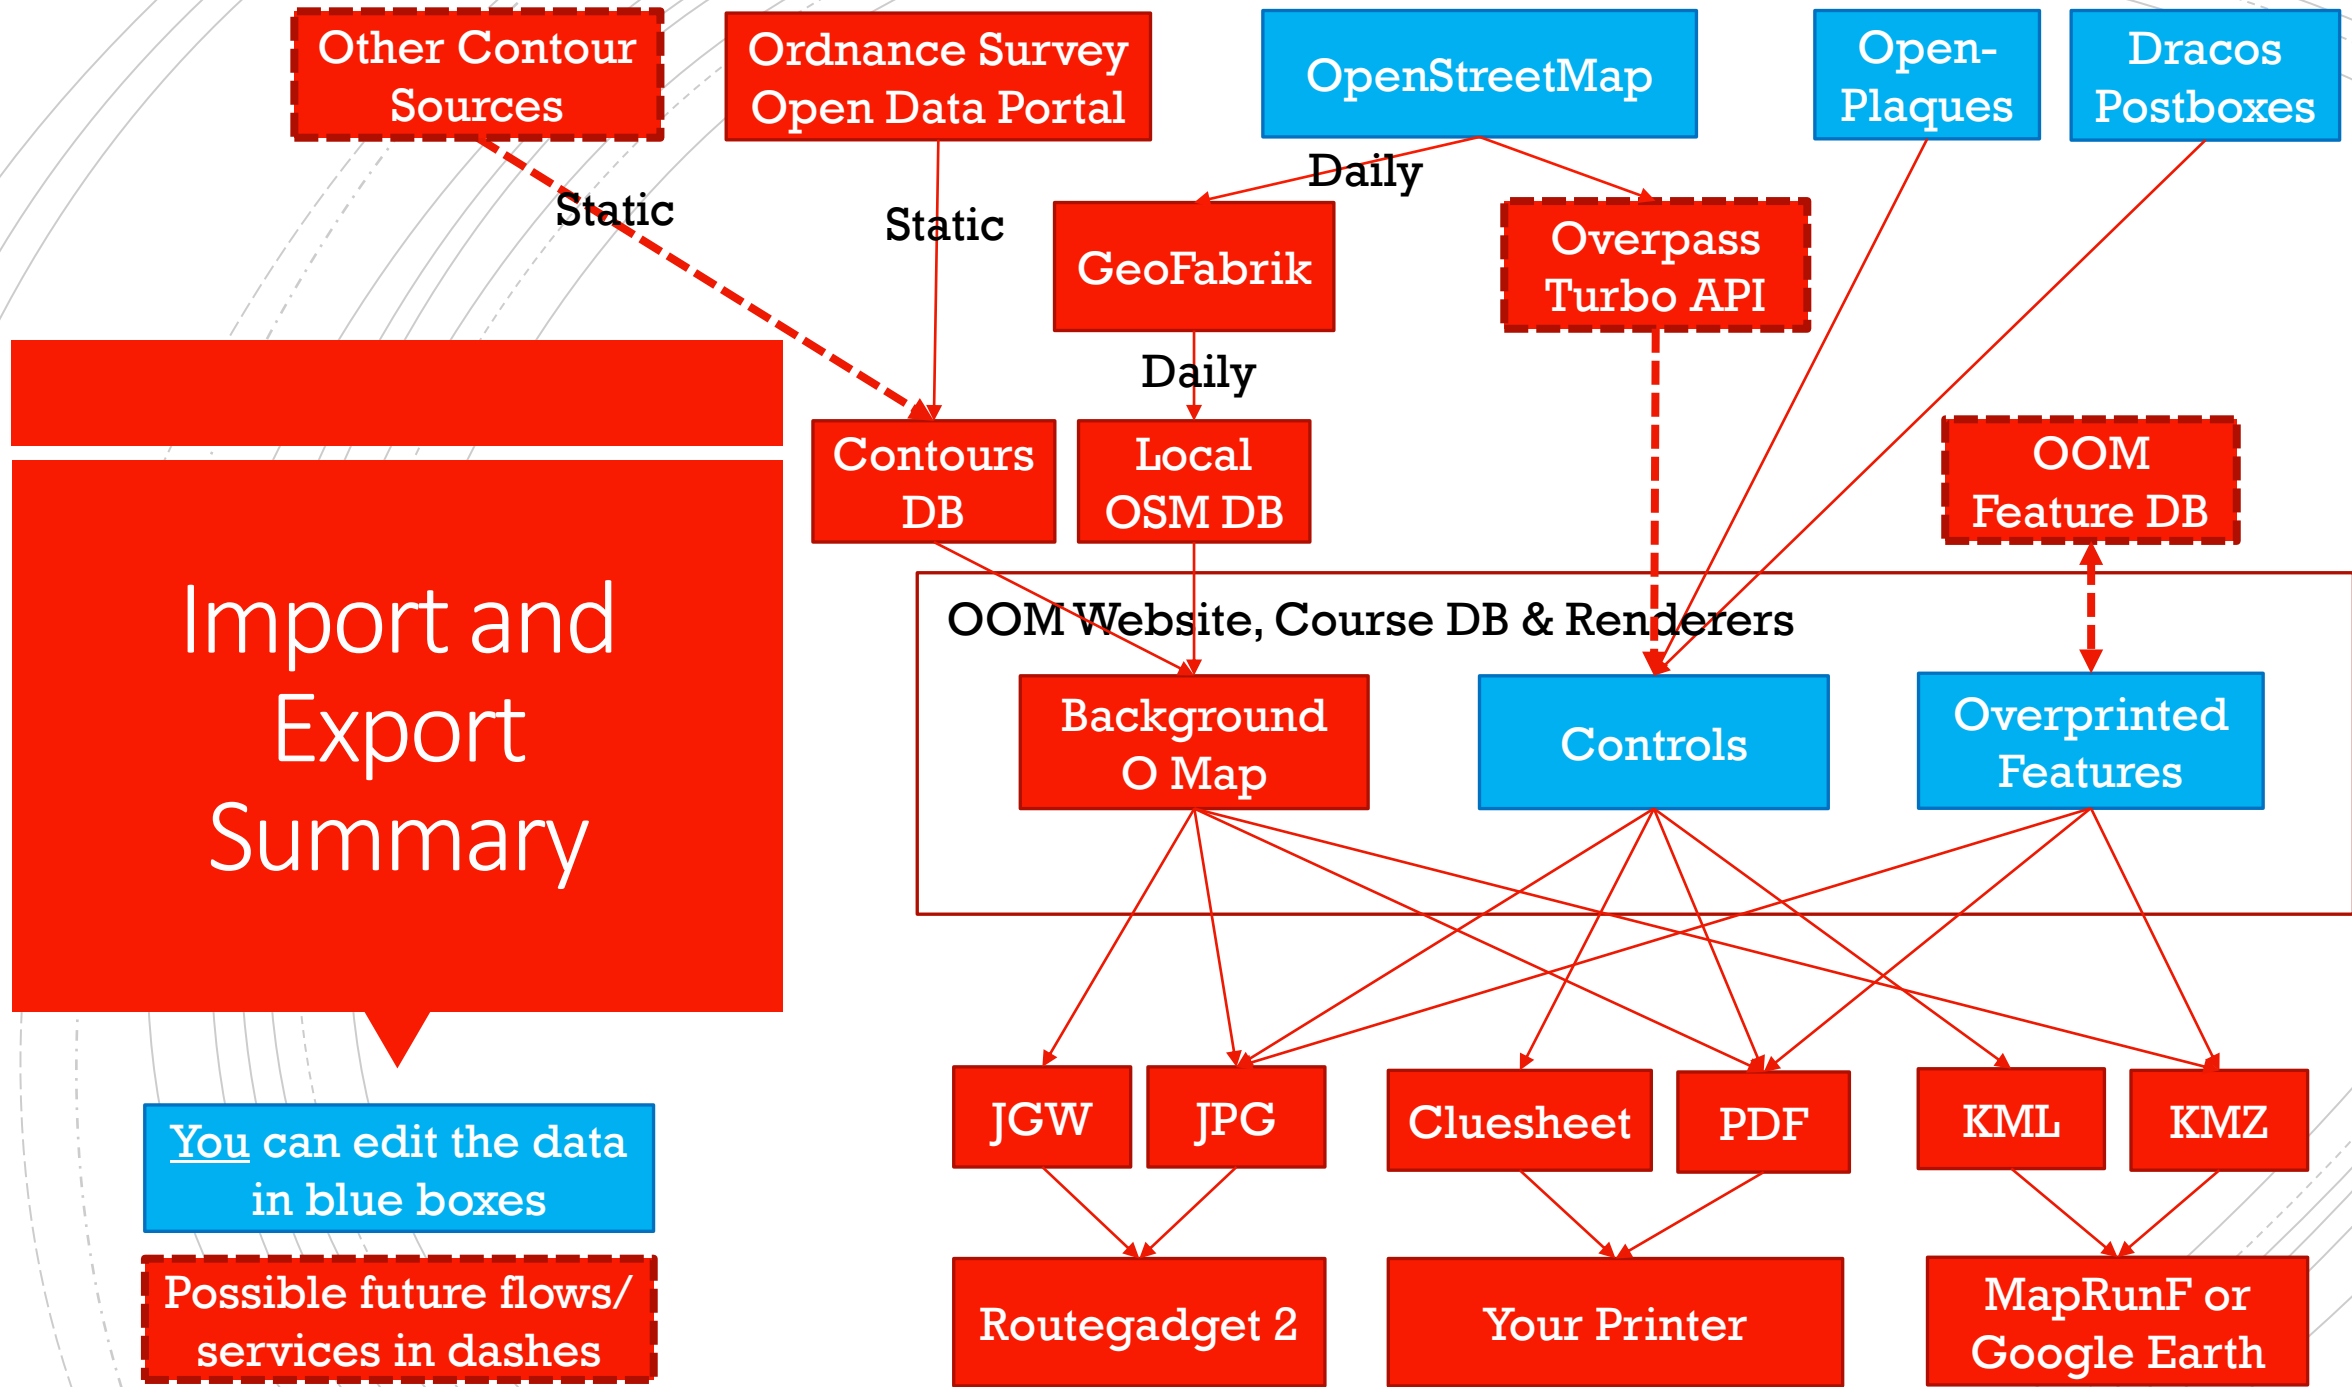 Other Contour
Sources
Ordnance Survey
Open Data Portal
OpenStreetMap
Open-
Plaques
Dracos
Postboxes
Daily
Static
Static
GeoFabrik
Overpass
Turbo API
Daily
Contours
DB
Local
OSM DB
OOM
Feature DB
Import and
Export
Summary
OOM Website, Course DB & Renderers
Background
O Map
Controls
Overprinted
Features
JGW
JPG
Cluesheet
PDF
KML
KMZ
You can edit the data
in blue boxes
Possible future flows/
services in dashes
Routegadget 2
Your Printer
MapRunF or
Google Earth